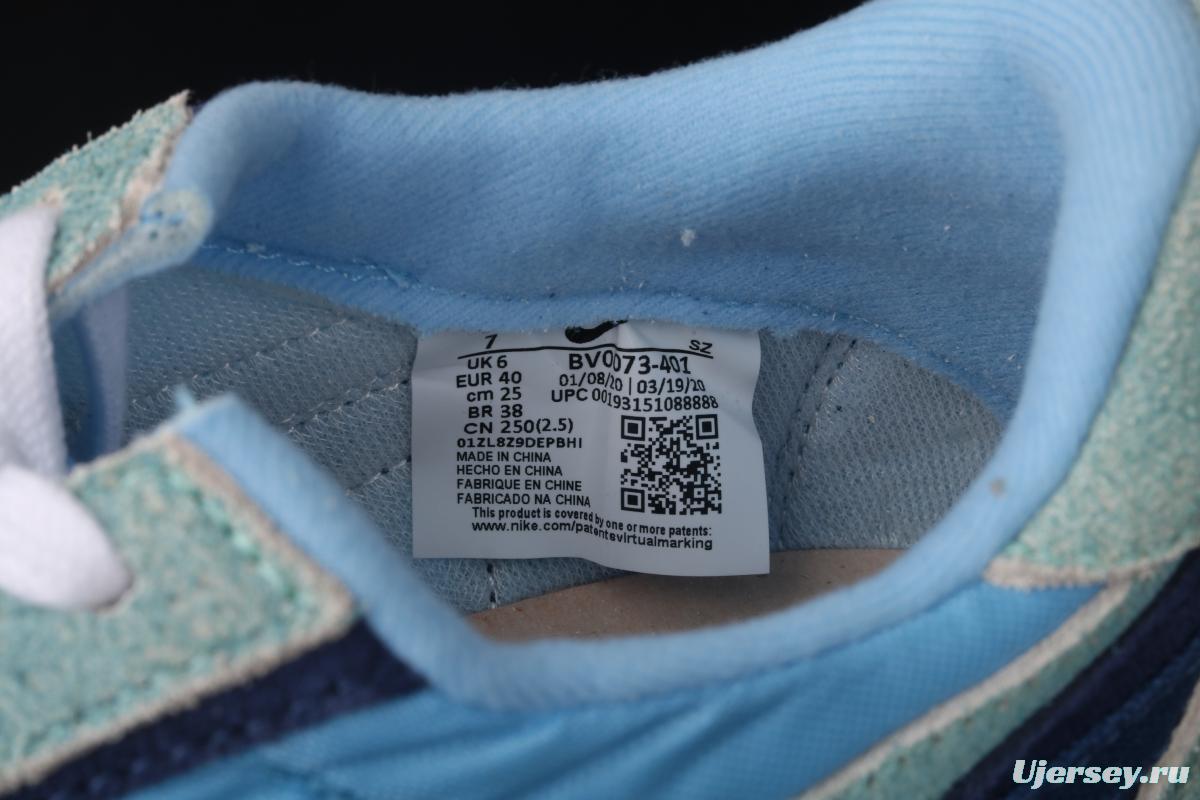 7 SZ
UK 6 BV0073-401
EUR 40 01/08/20 | 03/19/20
cm 25 UPC 00193151088888
BR 38
CN 250(2.5)
01ZL8Z9DEPBHI
MADE IN CHINA
HECHO EN CHINA
FABRIQUE EN CHINE
FABRICADO NA CHINA
This product is covered by one or more patents:
www.nike.com/patentsvirtualmarking
Ujersey.ru